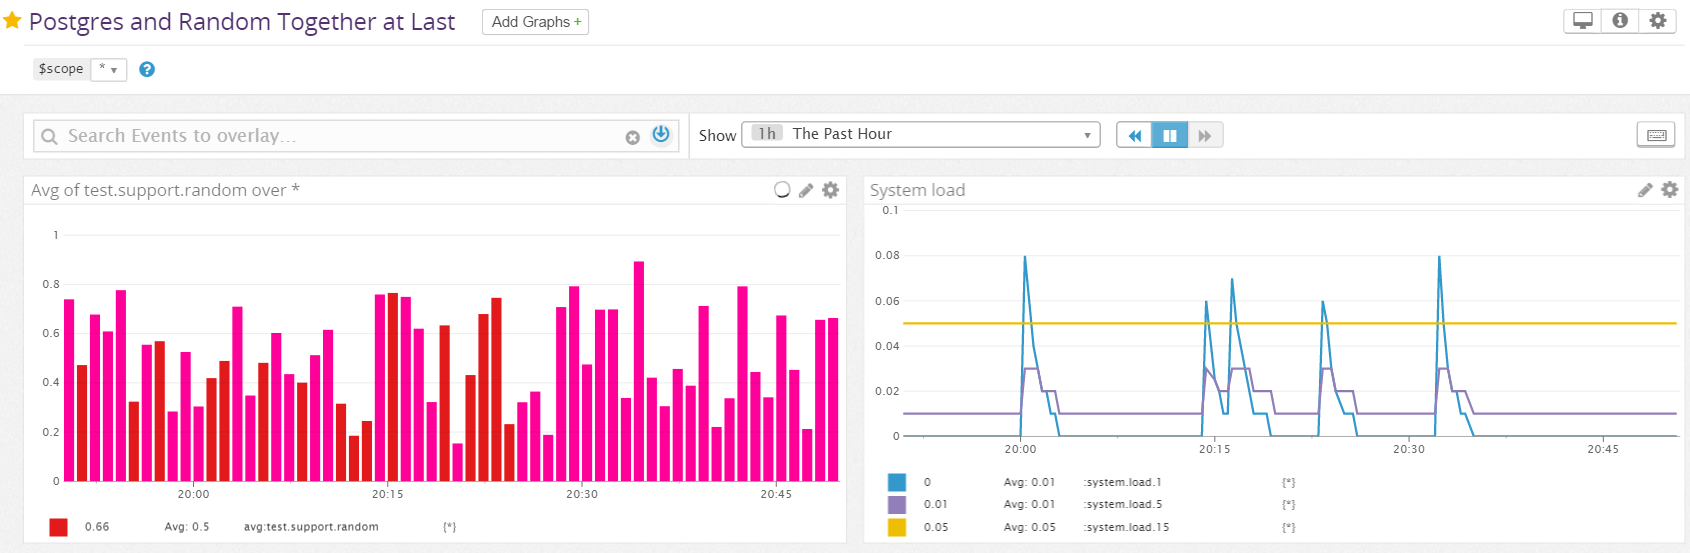 Postgres and Random Together at Last
Add Graphs +
$scope * ▾
Search Events to overlay...
Show 1h The Past Hour
Avg of test.support.random over *
1
0.8
0.6
0.4
0.2
0
20:00 20:15 20:30 20:45
0.66 Avg: 0.5 avg:test.support.random {*}
System load
0.1
0.08
0.06
0.04
0.02
0
20:00 20:15 20:30 20:45
0 Avg: 0.01 :system.load.1 {*}
0.01 Avg: 0.01 :system.load.5 {*}
0.05 Avg: 0.05 :system.load.15 {*}